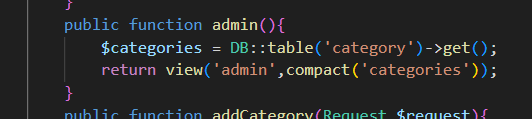 }
public function admin(){
$categories = DB::table('category')->get();
return view('admin',compact('categories'));
}
public function addCategory(Request $request){